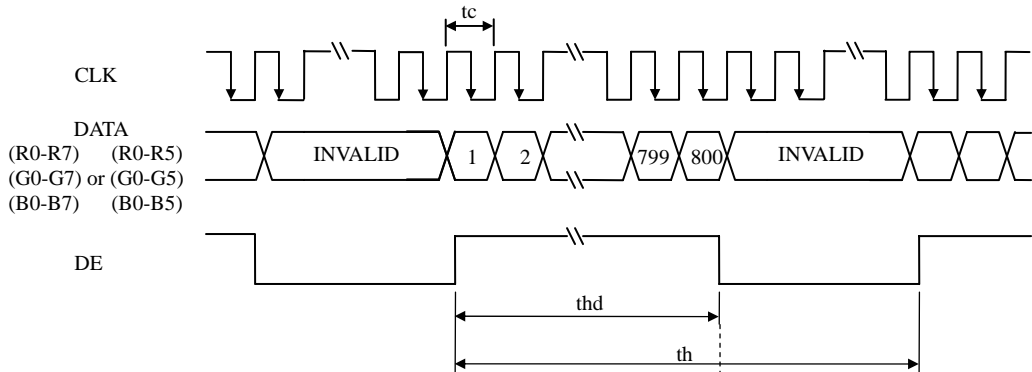 tc
CLK
DATA
(R0-R7) (R0-R5)
(G0-G7) or (G0-G5)
(B0-B7) (B0-B5)
INVALID 1 2 799 800 INVALID
DE
thd
th